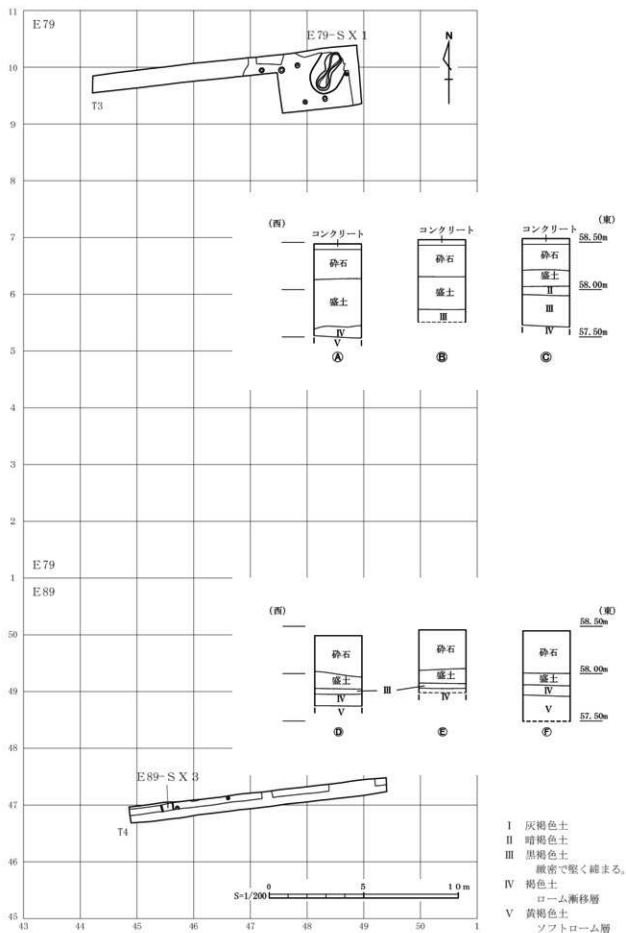 11
E79
E79-SX1
N
10
T3
9
8
(西)
(東)
7
コンクリート
コンクリート
コンクリート
58.50m
砕石
砕石
砕石
盛土
盛土
盛土
58.00m
6
II
III
III
IV
IV
57.50m
V
5
Ⓐ
Ⓑ
Ⓒ
4
3
2
E79
1
E89
(西)
(東)
58.50m
50
砕石
砕石
砕石
58.00m
盛土
盛土
盛土
49
III
IV
IV
IV
V
V
57.50m
Ⓓ
Ⓔ
Ⓕ
48
E89-SX3
47
T4
I 灰褐色土
II 暗褐色土
III 黒褐色土
緻密で堅く締まる。
46
0 5 10m
S=1/200
IV 褐色土
ローム漸移層
V 黄褐色土
ソフトローム層
45
43 44 45 46 47 48 49 50 1